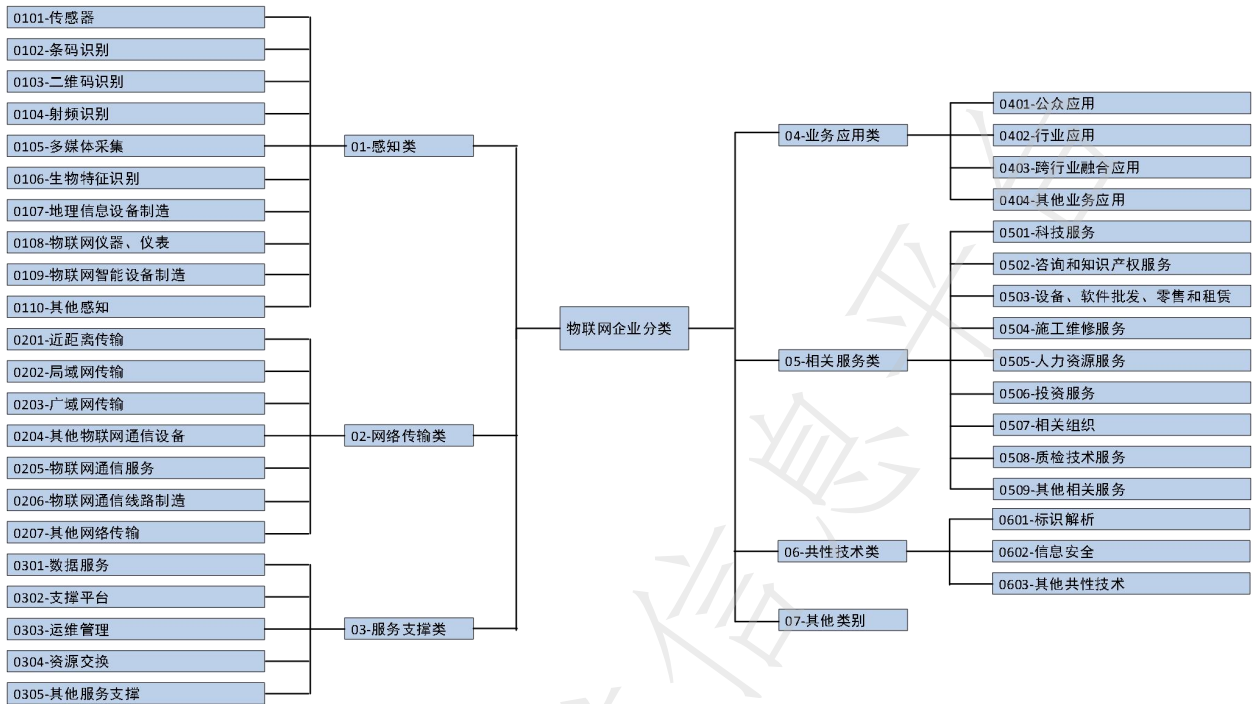 0101-传感器
0102-条码识别
0103-二维码识别
0104-射频识别
0105-多媒体采集
0106-生物特征识别
0107-地理信息设备制造
0108-物联网仪器、仪表
0109-物联网智能设备制造
0110-其他感知
01-感知类
0201-近距离传输
0202-局域网传输
0203-广域网传输
0204-其他物联网通信设备
0205-物联网通信服务
0206-物联网通信线路制造
0207-其他网络传输
02-网络传输类
0301-数据服务
0302-支撑平台
0303-运维管理
0304-资源交换
0305-其他服务支撑
03-服务支撑类
物联网企业分类
04-业务应用类
0401-公众应用
0402-行业应用
0403-跨行业融合应用
0404-其他业务应用
05-相关服务类
0501-科技服务
0502-咨询和知识产权服务
0503-设备、软件批发、零售和租赁
0504-施工维修服务
0505-人力资源服务
0506-投资服务
0507-相关组织
0508-质检技术服务
0509-其他相关服务
06-共性技术类
0601-标识解析
0602-信息安全
0603-其他共性技术
07-其他类别
信息平台